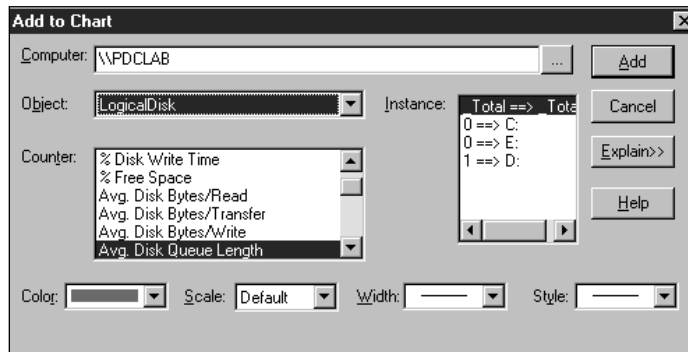 Add to Chart
Computer: \\PDCLAB ... Add
Object: LogicalDisk Instance: _Total ==> _Tota Cancel
0 ==> C:
0 ==> E:
1 ==> D:
Counter: % Disk Write Time Explain>>
% Free Space
Avg. Disk Bytes/Read
Avg. Disk Bytes/Transfer
Avg. Disk Bytes/Write
Avg. Disk Queue Length
Help
Color: Scale: Default Width: Style: